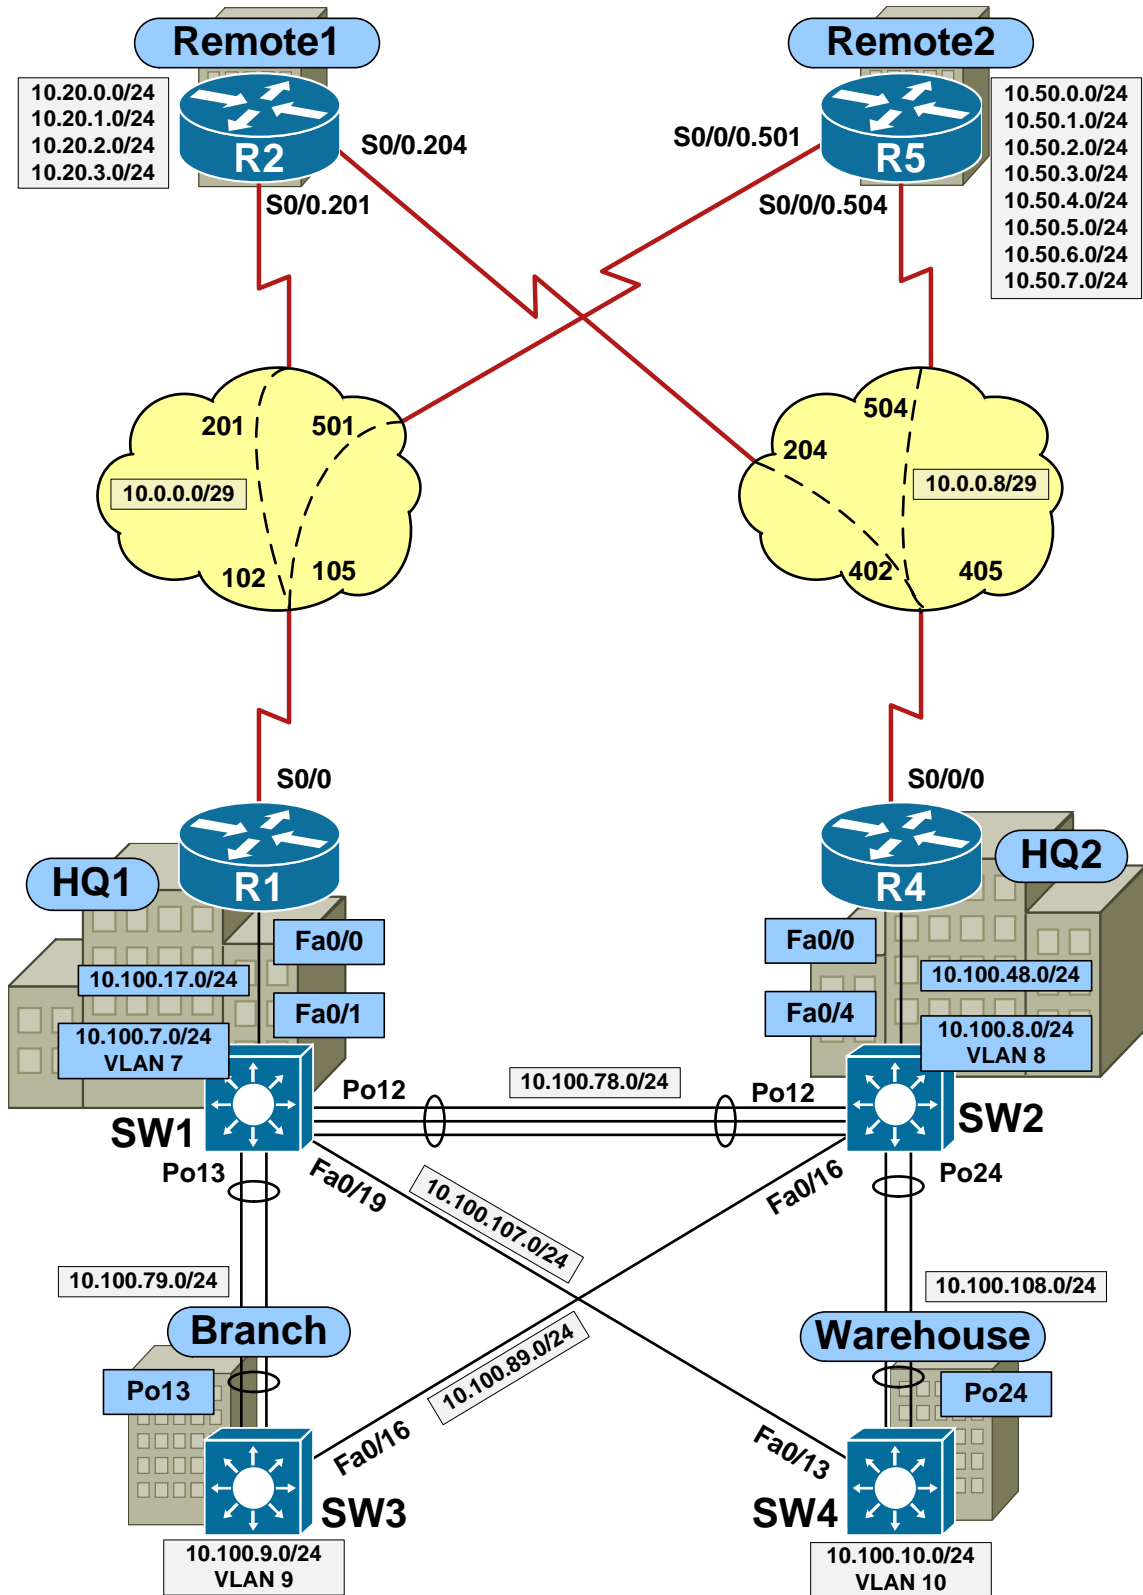 Remote1
Remote2
10.20.0.0/24
10.20.1.0/24
10.20.2.0/24
10.20.3.0/24
R2
S0/0.204
S0/0.201
S0/0/0.501
S0/0/0.504
R5
10.50.0.0/24
10.50.1.0/24
10.50.2.0/24
10.50.3.0/24
10.50.4.0/24
10.50.5.0/24
10.50.6.0/24
10.50.7.0/24
201
501
10.0.0.0/29
102
105
504
204
10.0.0.8/29
402
405
S0/0
S0/0/0
HQ1
R1
R4
HQ2
Fa0/0
10.100.17.0/24
Fa0/1
10.100.7.0/24
VLAN 7
Fa0/0
10.100.48.0/24
Fa0/4
10.100.8.0/24
VLAN 8
SW1
Po12
10.100.78.0/24
Po12
SW2
Po13
Fa0/19
10.100.107.0/24
Fa0/16
Po24
10.100.79.0/24
10.100.108.0/24
Branch
10.100.89.0/24
Warehouse
Po13
Po24
Fa0/16
Fa0/13
SW3
SW4
10.100.9.0/24
VLAN 9
10.100.10.0/24
VLAN 10